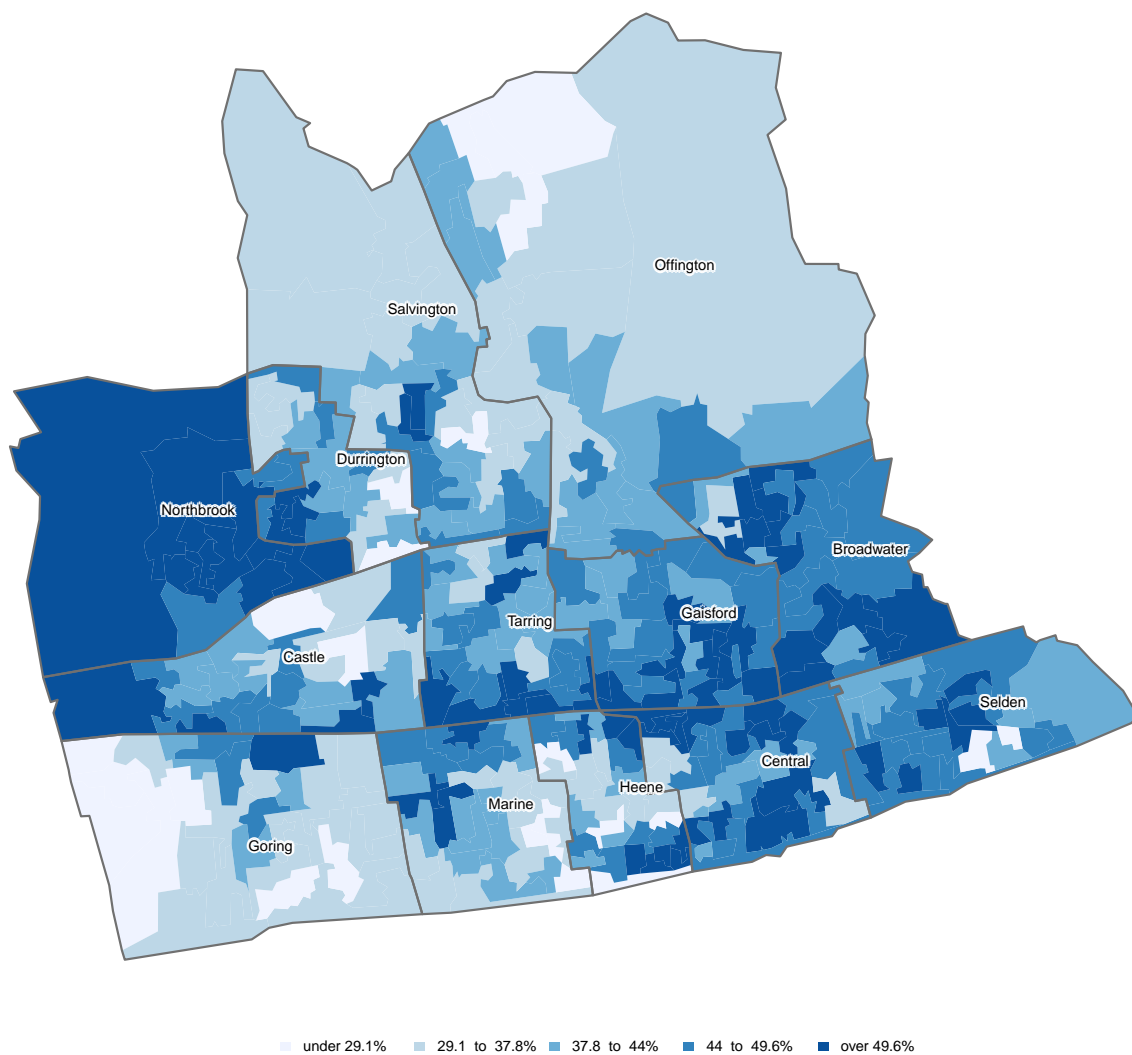 Offington
Salvington
Durrington
Northbrook
Broadwater
Gaisford
Tarring
Castle
Selden
Central
Heene
Marine
Goring
under 29.1% 29.1 to 37.8% 37.8 to 44% 44 to 49.6% over 49.6%